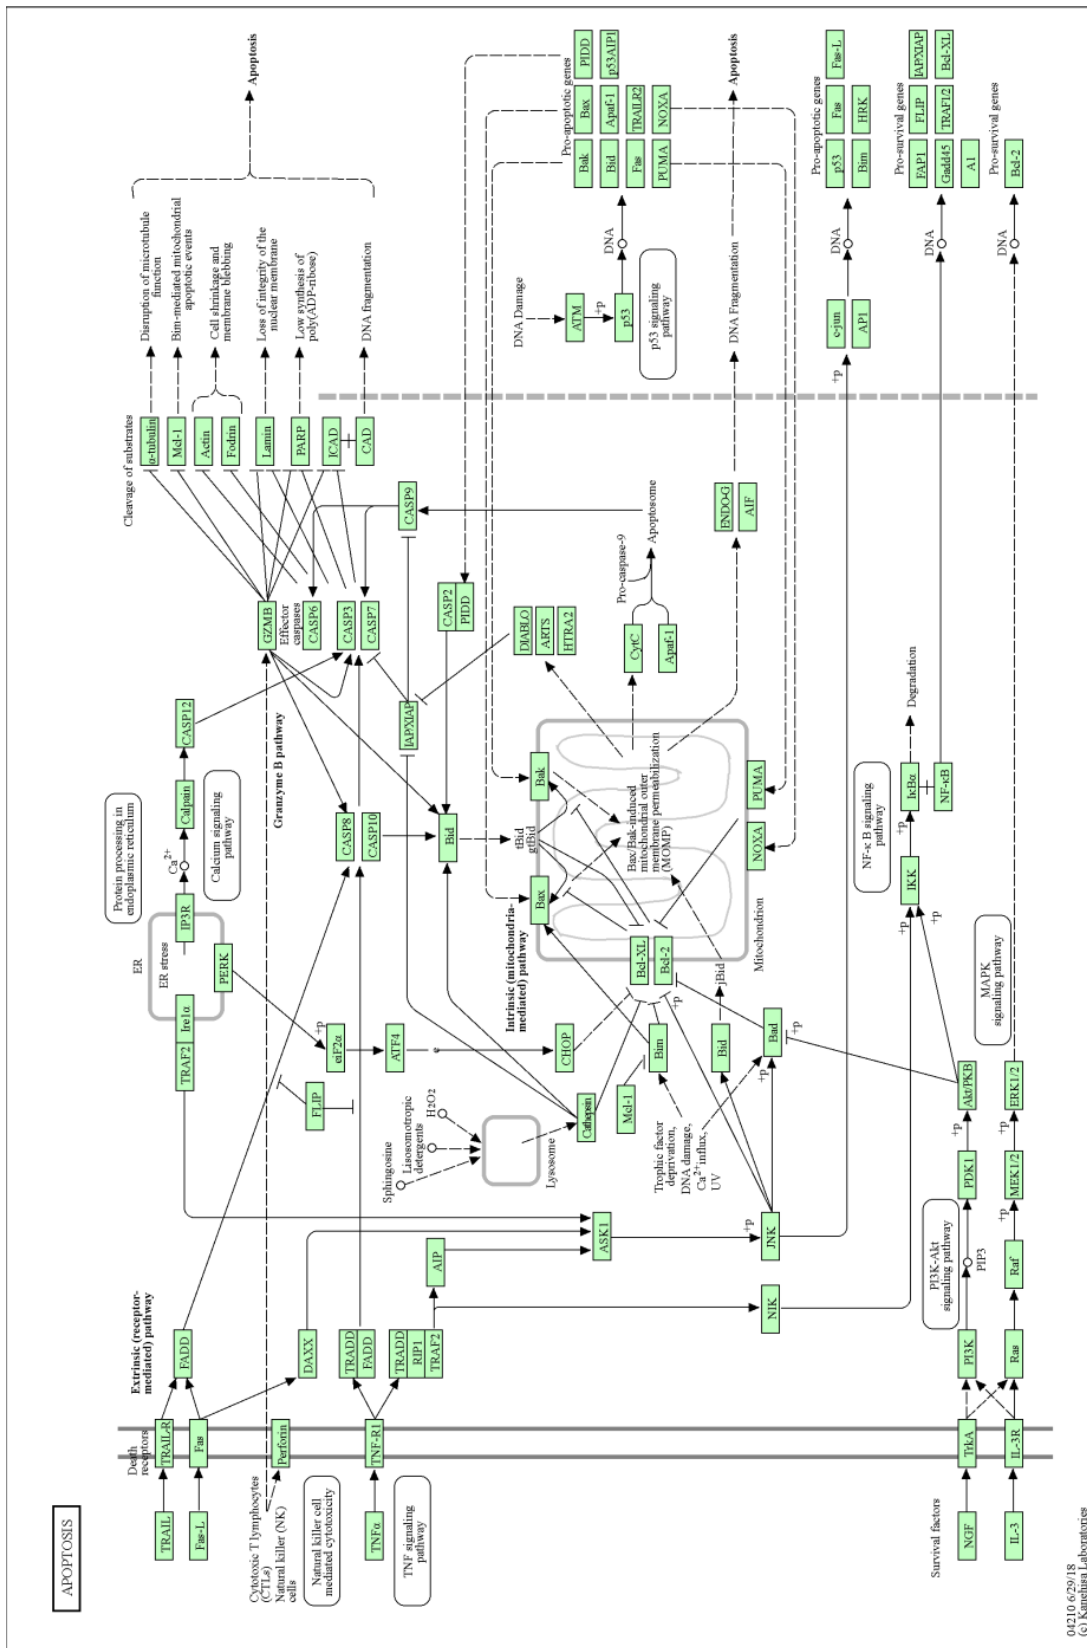 APOPTOSIS
Death
receptors
TRAIL
TRAIL-R
Fas-L
Fas
Extrinsic (receptor-
mediated) pathway
FADD
DAXX
Cytotoxic T lymphocytes
(CTLs)
Natural killer (NK)
cells
Perforin
Natural killer cell
mediated cytotoxicity
TNFα
TNF-R1
TNF signaling
pathway
TRADD
FADD
TRADD
RIP1
TRAF2
AIP
ASK1
JNK
+p
NIK
Survival factors
NGF
TrkA
IL-3
IL-3R
PI3K
PIP3
PI3K-Akt
signaling pathway
PDK1
+p
Akt/PKB
Ras
Raf
+p
MEK1/2
+p
ERK1/2
MAPK
signaling pathway
ER
ER stress
TRAF2
Ire1α
PERK
IP3R
Ca2+
Protein processing in
endoplasmic reticulum
Calpain
Calcium signaling
pathway
CASP12
+p
eiF2α
ATF4
e
CHOP
FLIP
Sphingosine
Lisosomotropic
detergents
H2O2
Lysosome
Cathepsin
Trophic factor
deprivation,
DNA damage,
Ca2+influx,
UV
Mcl-1
Bim
Bid
jBid
+p
Bad
+p
Granzyme B pathway
GZMB
CASP8
CASP10
Bid
tBid
gtBid
Intrinsic (mitochondria-
mediated) pathway
Bax
Bak
Bcl-XL
Bcl-2
+p
Bax/Bak-induced
mitochondrial outer
membrane permeabilization
(MOMP)
Mitochondrion
NOXA
PUMA
Effector
caspases
CASP6
CASP3
CASP7
IAP/XIAP
CASP9
CASP2
PIDD
DIABLO
ARTS
HTRA2
CytC
Apaf-1
Pro-caspase-9
Apoptosome
ENDO-G
AIF
+p
+p
IKK
+p
IκBα
NF-κB
Degradation
NF-κ B signaling
pathway
Cleavage of substrates
α-tubulin
Mcl-1
Actin
Fodrin
Lamin
PARP
ICAD
CAD
Disruption of microtubule
function
Bim-mediated mitochondrial
apoptotic events
Cell shrinkage and
membrane blebbing
Loss of integrity of the
nuclear membrane
Low synthesis of
poly(ADP-ribose)
DNA fragmentation
Apoptosis
DNA Damage
ATM
+p
p53
p53 signaling
pathway
DNA
Pro-apoptotic genes
Bak
Bax
PIDD
Bid
Apaf-1
p53AIP1
Fas
TRAILR2
PUMA
NOXA
DNA Fragmentation
Apoptosis
+p
c-jun
AP1
DNA
Pro-apoptotic genes
p53
Fas
Fas-L
Bim
HRK
DNA
Pro-survival genes
FAP1
FLIP
IAP/XIAP
Gadd45
TRAF1/2
Bcl-XL
A1
DNA
Pro-survival genes
Bcl-2
04210 6/29/18
(c) Kanehisa Laboratories